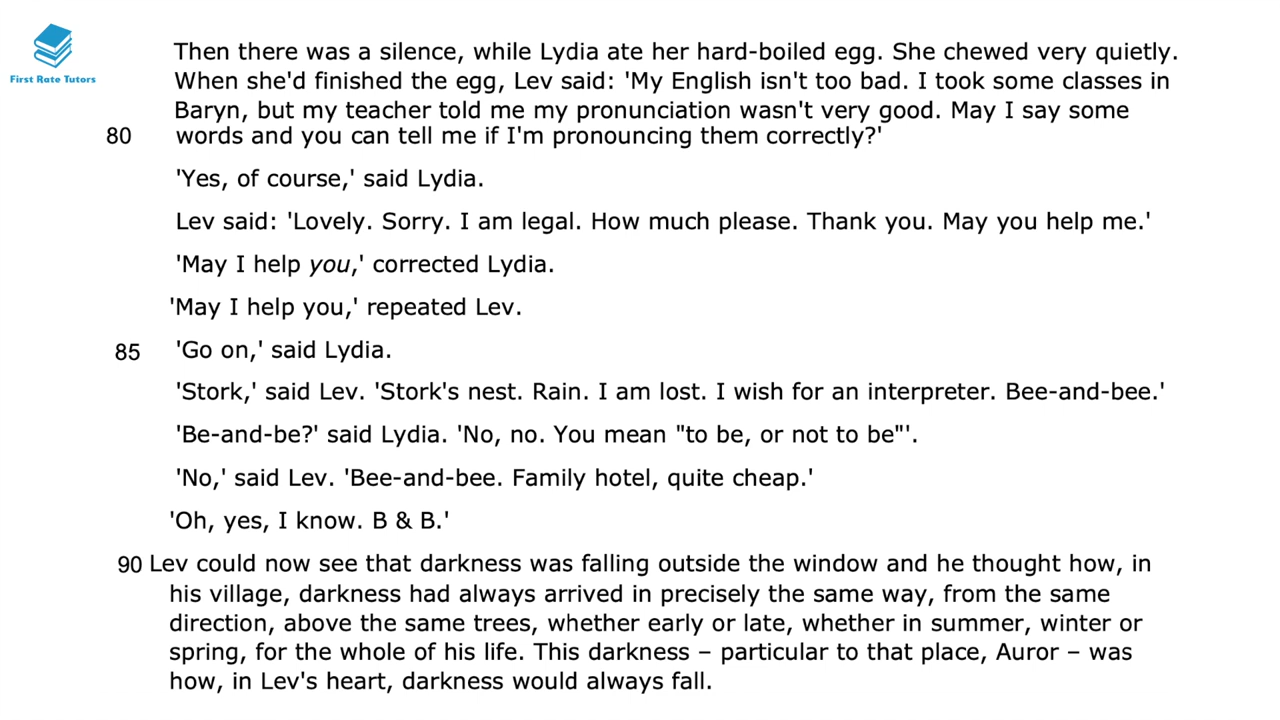 First Rate Tutors
Then there was a silence, while Lydia ate her hard-boiled egg. She chewed very quietly.
When she'd finished the egg, Lev said: 'My English isn't too bad. I took some classes in
Baryn, but my teacher told me my pronunciation wasn't very good. May I say some
80 words and you can tell me if I'm pronouncing them correctly?'
'Yes, of course,' said Lydia.
Lev said: 'Lovely. Sorry. I am legal. How much please. Thank you. May you help me.'
'May I help you,' corrected Lydia.
'May I help you,' repeated Lev.
85 'Go on,' said Lydia.
'Stork,' said Lev. 'Stork's nest. Rain. I am lost. I wish for an interpreter. Bee-and-bee.'
'Be-and-be?' said Lydia. 'No, no. You mean "to be, or not to be"'.
'No,' said Lev. 'Bee-and-bee. Family hotel, quite cheap.'
'Oh, yes, I know. B & B.'
90 Lev could now see that darkness was falling outside the window and he thought how, in
his village, darkness had always arrived in precisely the same way, from the same
direction, above the same trees, whether early or late, whether in summer, winter or
spring, for the whole of his life. This darkness – particular to that place, Auror – was
how, in Lev's heart, darkness would always fall.